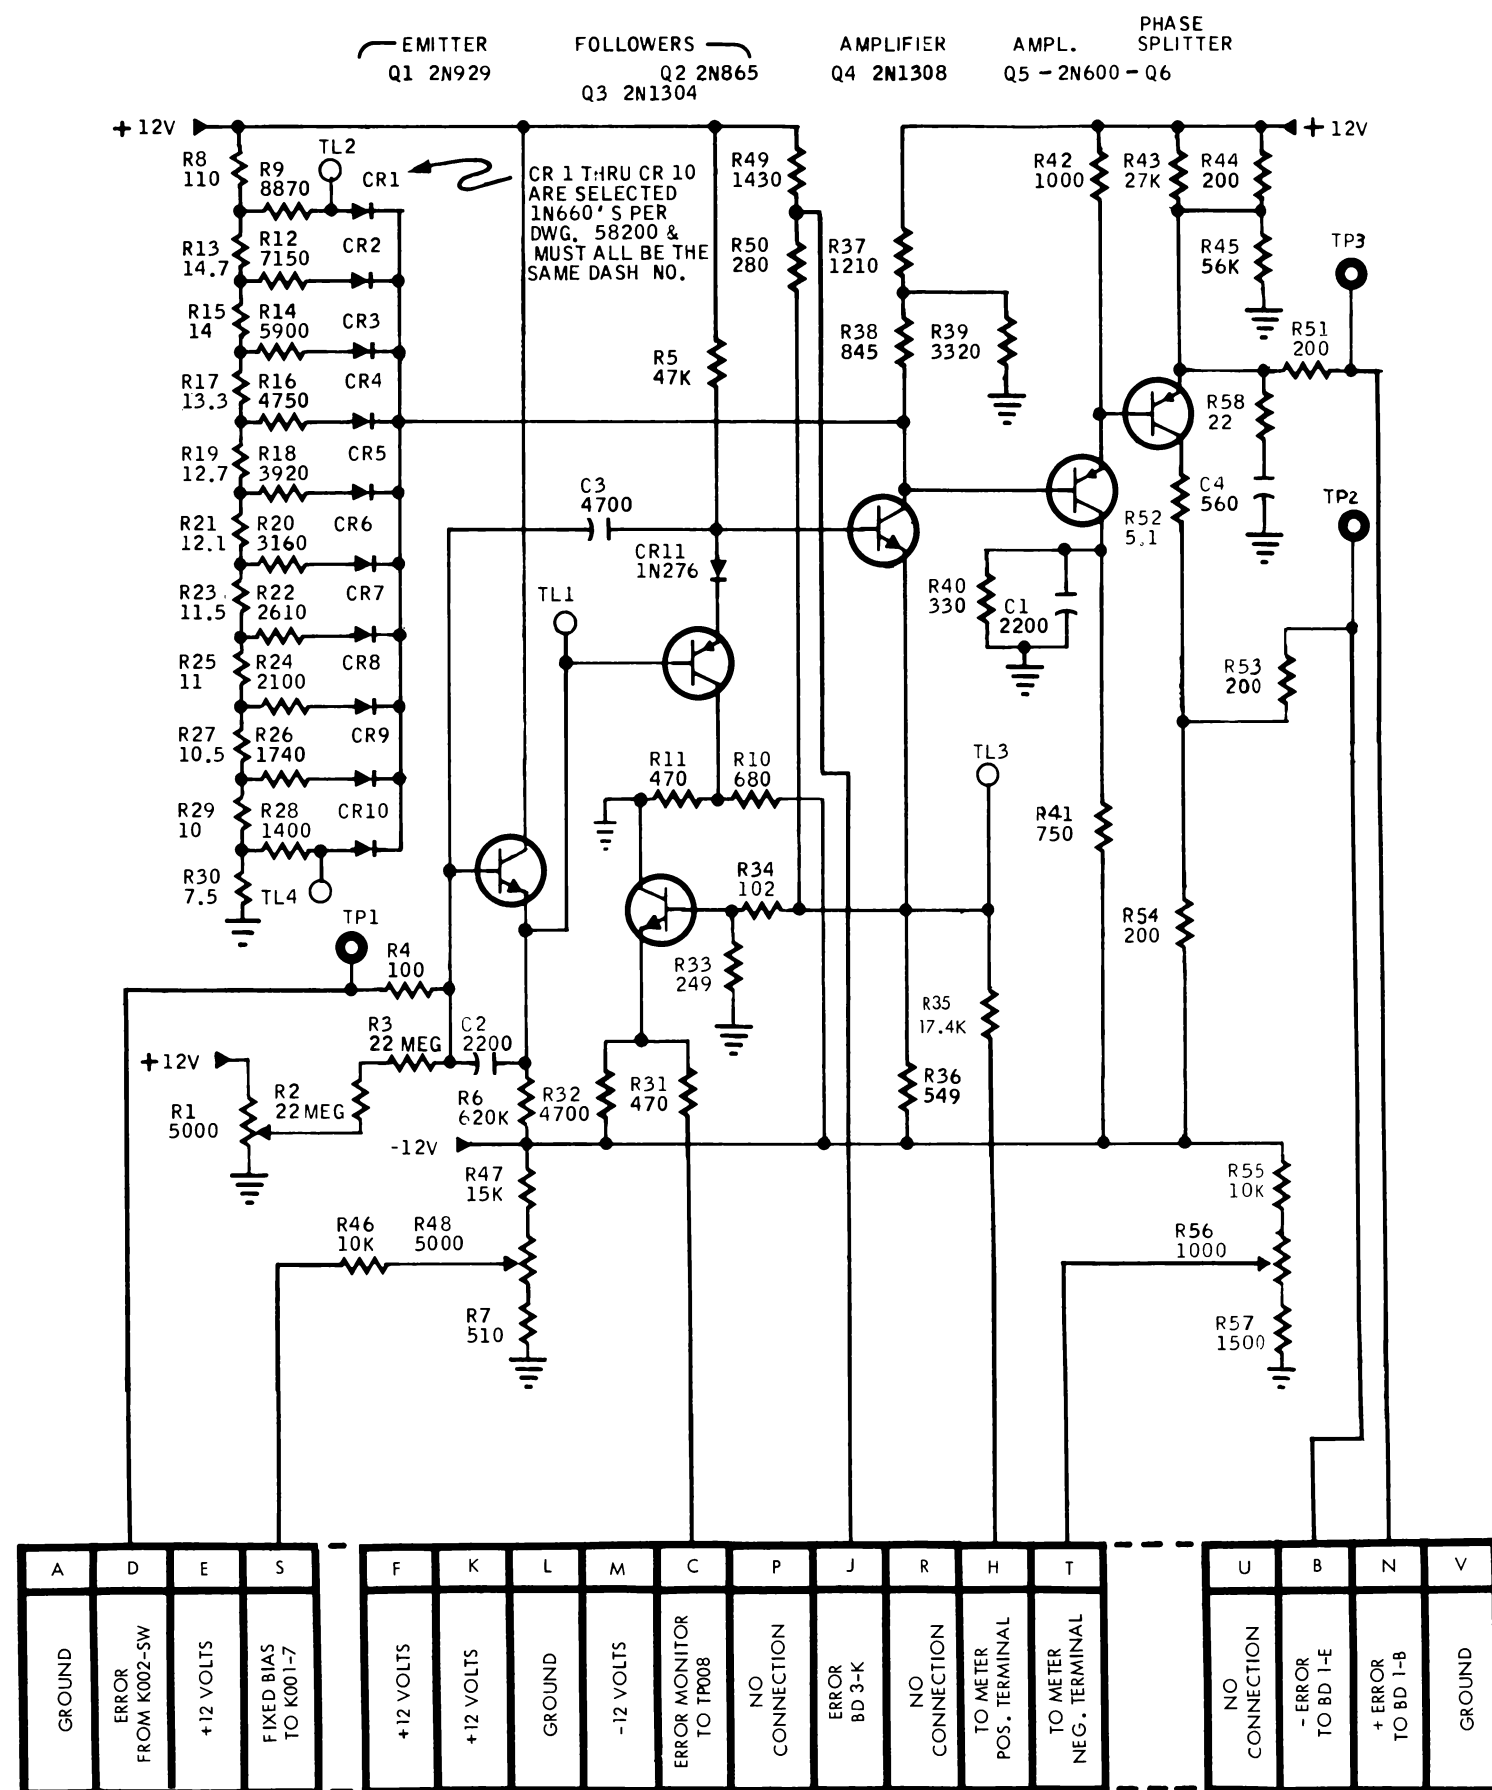 EMITTER FOLLOWERS AMPLIFIER AMPL. PHASE SPLITTER
Q1 2N929 Q2 2N865 Q4 2N1308 Q5 - 2N600 - Q6
Q3 2N1304
+ 12V
+ 12V
TL2
R8
110
R9
8870
CR1
CR 1 THRU CR 10
ARE SELECTED
1N660'S PER
DWG. 58200 &
MUST ALL BE THE
SAME DASH NO.
R49
1430
R42
1000
R43
27K
R44
200
R13
14.7
R12
7150
CR2
R50
280
R37
1210
R45
56K
TP3
R15
14
R14
5900
CR3
R5
47K
R38
845
R39
3320
R51
200
R17
13.3
R16
4750
CR4
R58
22
R19
12.7
R18
3920
CR5
C3
4700
C4
560
TP2
R21
12.1
R20
3160
CR6
CR11
1N276
R52
5.1
R23
11.5
R22
2610
CR7
TL1
R40
330
C1
2200
R25
11
R24
2100
CR8
R53
200
R27
10.5
R26
1740
CR9
R11
470
R10
680
TL3
R29
10
R28
1400
CR10
R41
750
R30
7.5
TL4
R34
102
TP1
R4
100
R33
249
R54
200
R35
17.4K
+12V
R3
22 MEG
C2
2200
R1
5000
R2
22MEG
R6
620K
R32
4700
R31
470
R36
549
-12V
R47
15K
R55
10K
R46
10K
R48
5000
R56
1000
R7
510
R57
1500
A D E S F K L M C P J R H T U B N V
GROUND
ERROR
FROM K002-SW
+12 VOLTS
FIXED BIAS
TO K001-7
+12 VOLTS
+12 VOLTS
GROUND
-12 VOLTS
ERROR MONITOR
TO TP008
NO
CONNECTION
ERROR
BD 3-K
NO
CONNECTION
TO METER
POS. TERMINAL
TO METER
NEG. TERMINAL
NO
CONNECTION
- ERROR
TO BD 1-E
+ ERROR
TO BD 1-B
GROUND